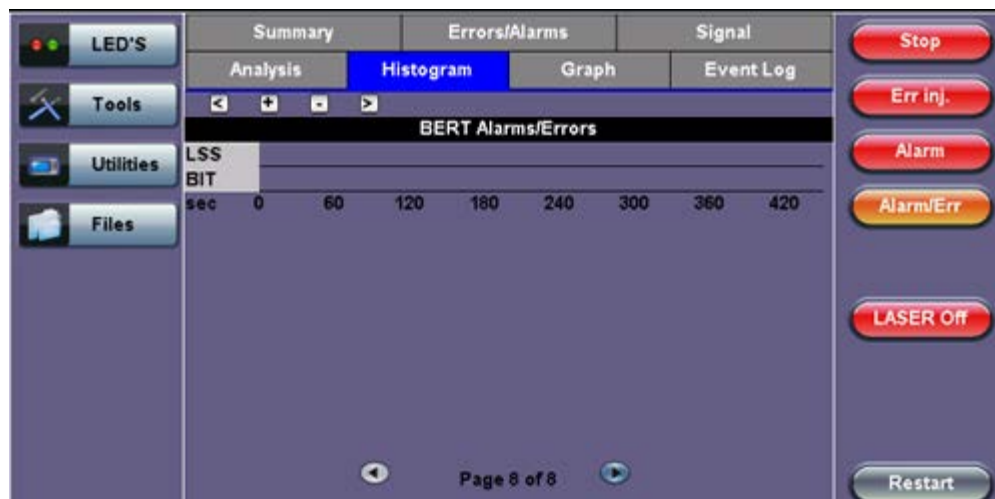 LED'S
Tools
Utilities
Files
Summary Errors/Alarms Signal
Analysis Histogram Graph Event Log
< + - >
BERT Alarms/Errors
LSS
BIT
sec 0 60 120 180 240 300 360 420
Page 8 of 8
Stop
Err inj.
Alarm
Alarm/Err
LASER Off
Restart